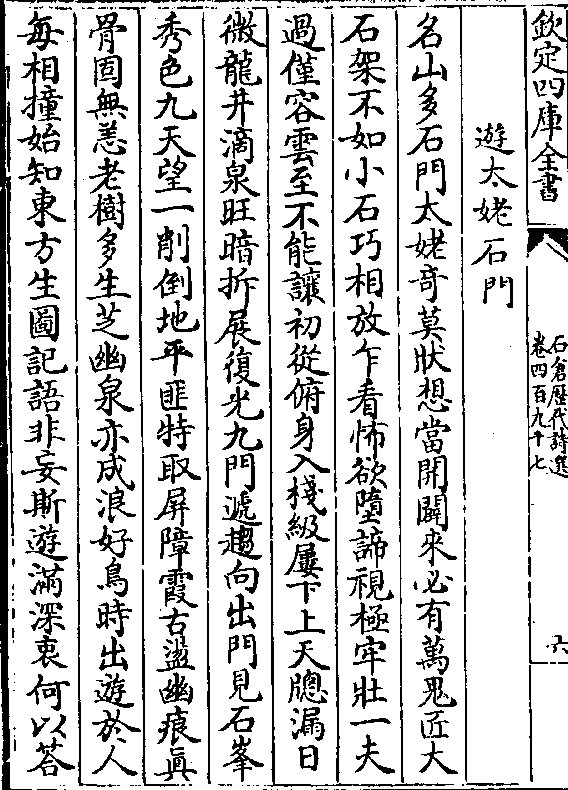 欽定四庫全書
石倉歷代詩選
卷四百九十七
六
遊太姥石門
名山多石門太姥奇莫狀想當開闢來必有萬鬼匠大
石架不如小石巧相放乍看怖欲墮諦視極牢壯一夫
過僅容雲至不能讓初從俯身入棧級屢下上天牕漏日
微龍井滴泉旺暗折展復光九門遞趨向出門見石峯
秀色九天望一削倒地平匪特取屏障霞古盪幽痕眞
骨固無恙老樹多生芝幽泉亦成浪好鳥時出遊於人
毎相撞始知東方生圖記語非妄斯遊滿深衷何以答